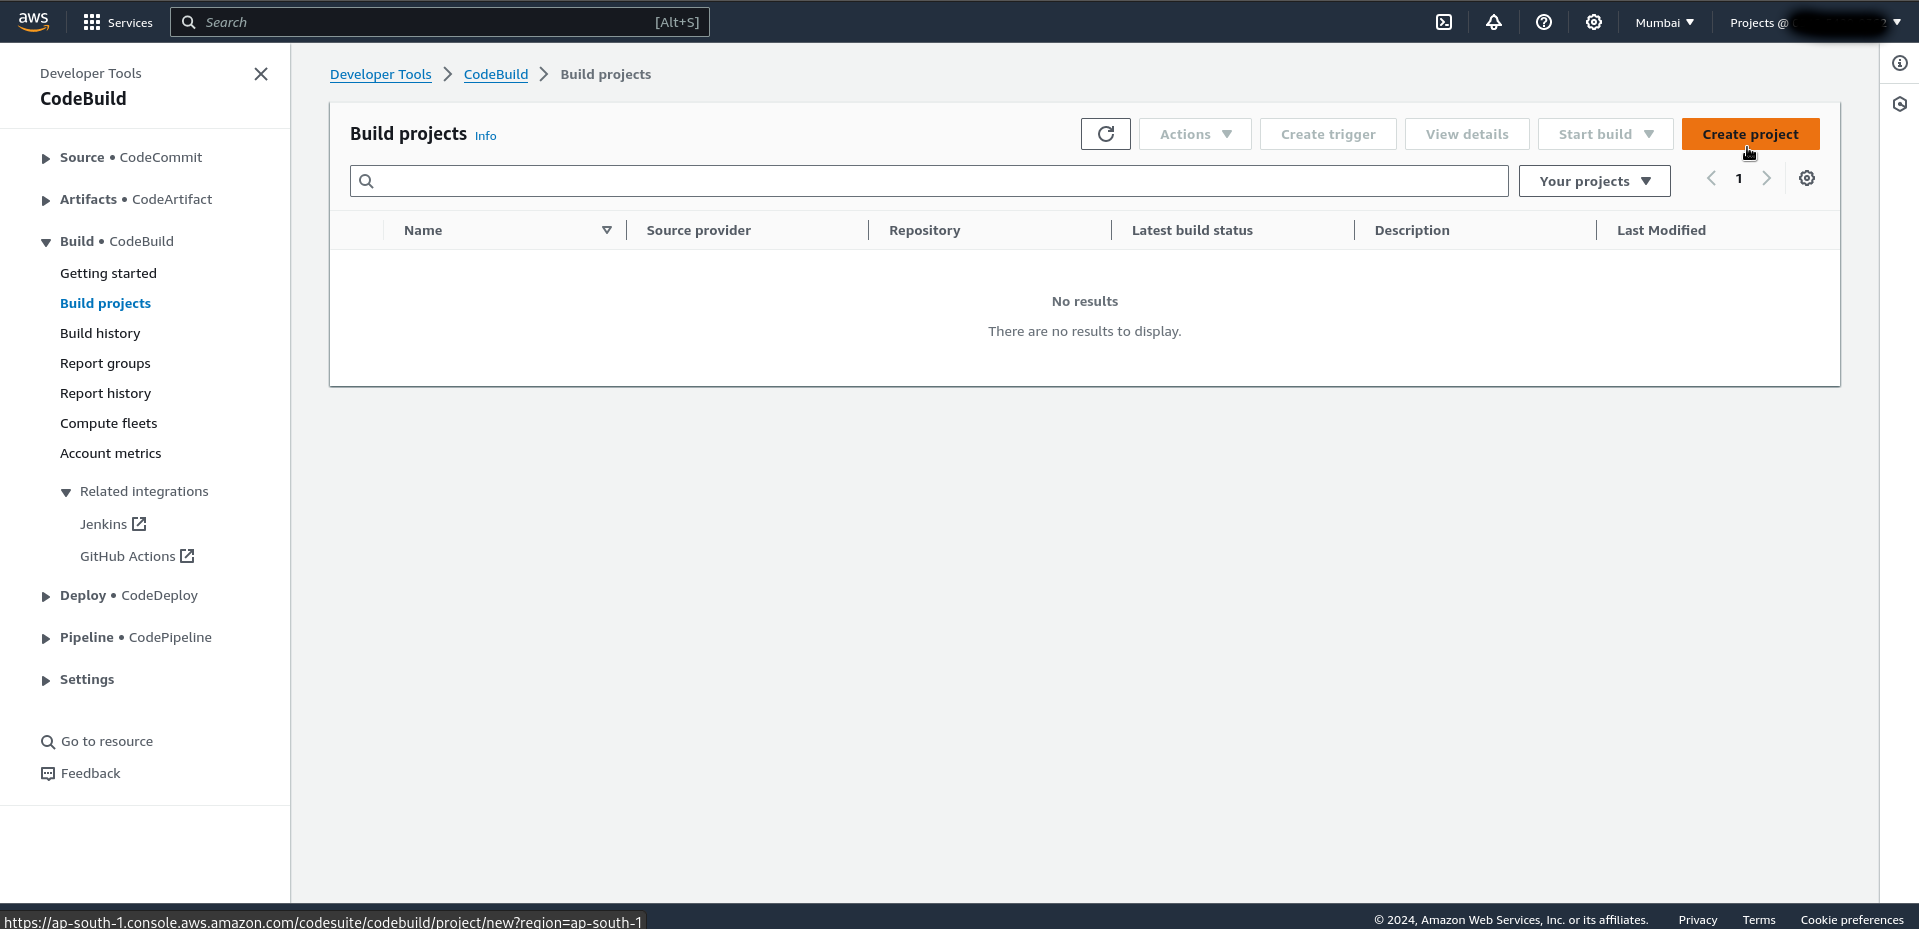 aws Services Search [Alt+S] Mumbai Projects @
Developer Tools
CodeBuild
Source • CodeCommit
Artifacts • CodeArtifact
Build • CodeBuild
Getting started
Build projects
Build history
Report groups
Report history
Compute fleets
Account metrics
Related integrations
Jenkins
GitHub Actions
Deploy • CodeDeploy
Pipeline • CodePipeline
Settings
Go to resource
Feedback
Developer Tools CodeBuild Build projects
Build projects Info Actions Create trigger View details Start build Create project
Your projects 1
Name Source provider Repository Latest build status Description Last Modified
No results
There are no results to display.
https://ap-south-1.console.aws.amazon.com/codesuite/codebuild/project/new?region=ap-south-1
© 2024, Amazon Web Services, Inc. or its affiliates. Privacy Terms Cookie preferences